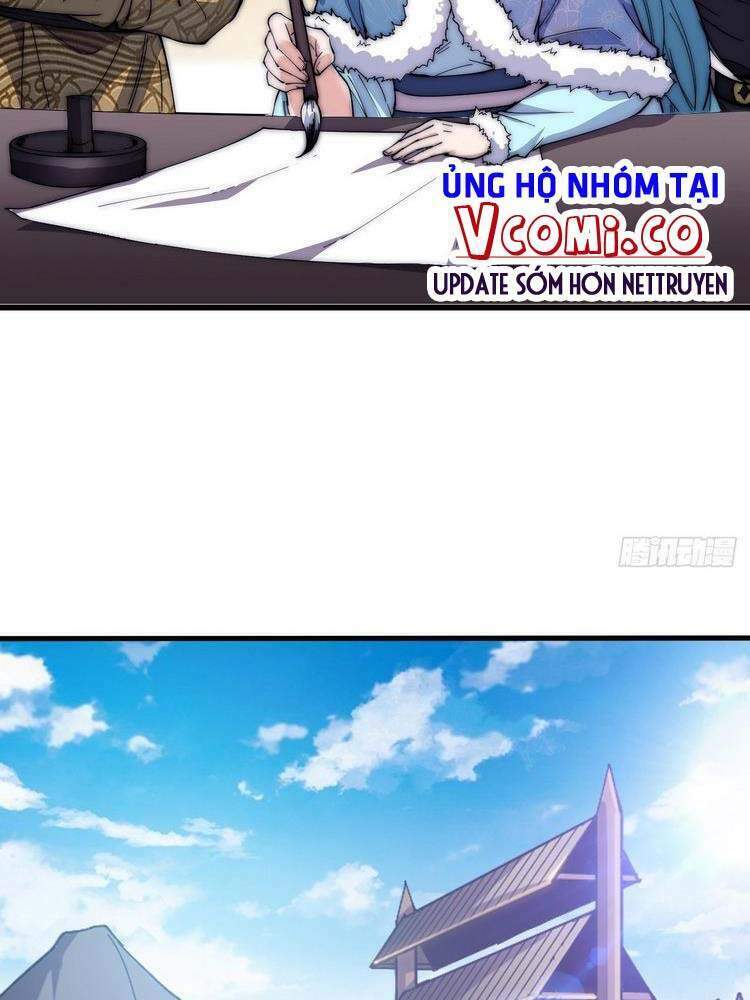 ỦNG HỘ NHÓM TẠI
VCOMI.CO
UPDATE SỚM HƠN NETTRUYEN
腾讯动漫